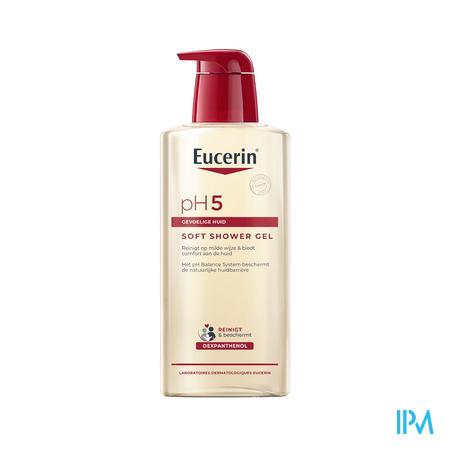 Eucerin®
pH5
GEVOELIGE HUID
SOFT SHOWER GEL
Reinigt op milde wijze & biedt
comfort aan de huid
Het pH Balance System beschermt
de natuurlijke huidbarrière
REINIGT
& beschermt
DEXPANTHENOL
LABORATOIRES DERMATOLOGIQUES EUCERIN
IPM